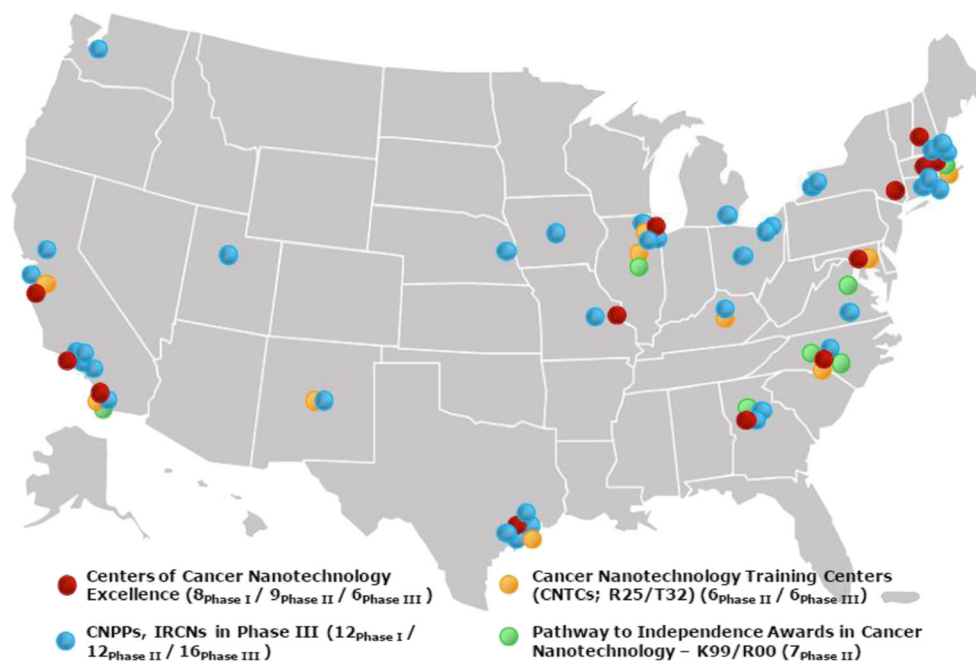 Centers of Cancer Nanotechnology
Excellence (8Phase I / 9Phase II / 6Phase III )
CNPPs, IRCNs in Phase III (12Phase I /
12Phase II / 16Phase III)
Cancer Nanotechnology Training Centers
(CNTCs; R25/T32) (6Phase II / 6Phase III)
Pathway to Independence Awards in Cancer
Nanotechnology – K99/R00 (7Phase II)